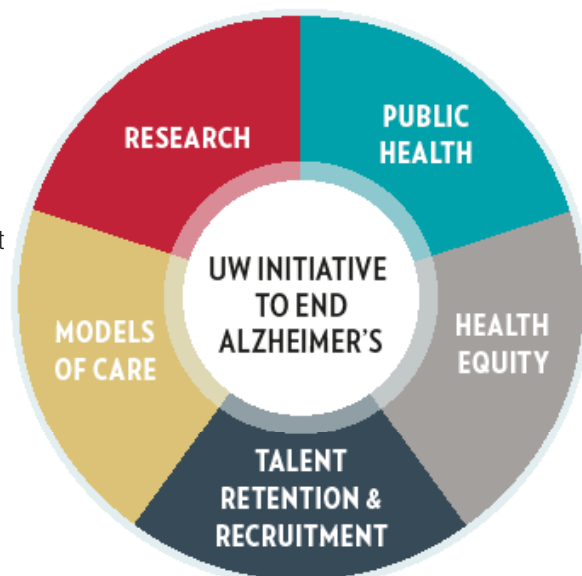 RESEARCH
PUBLIC
HEALTH
t
UW INITIATIVE
TO END
ALZHEIMER'S
MODELS
OF CARE
HEALTH
EQUITY
TALENT
RETENTION &
RECRUITMENT